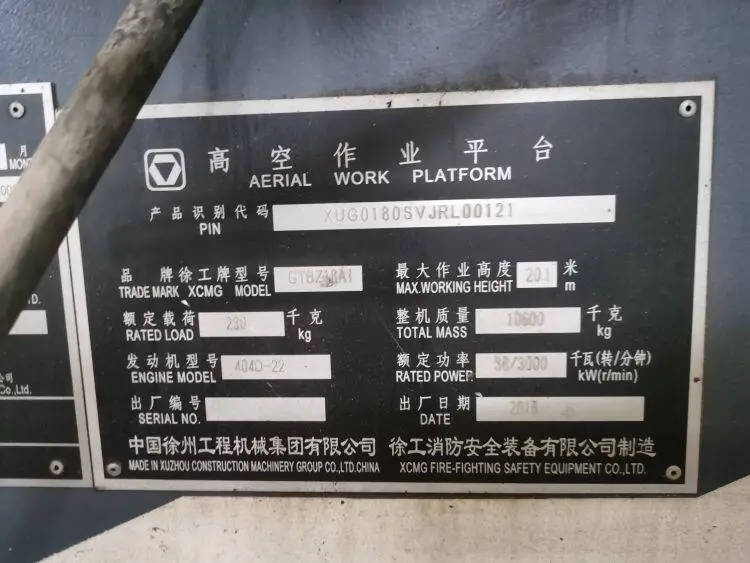 高空作业平台
AERIAL WORK PLATFORM
产品识别代码
PIN
XUG0180SVJRL00121
品 牌 徐工牌 型号
TRADE MARK XCMG MODEL
最大作业高度 20.1 米
MAX.WORKING HEIGHT m
额定载荷 230 千克
RATED LOAD kg
整机质量 10600 千克
TOTAL MASS kg
发动机型号 404D-22
ENGINE MODEL
额定功率 38/3000 千瓦(转/分钟)
RATED POWER kW(r/min)
出厂编号
SERIAL NO.
出厂日期
DATE
中国徐州工程机械集团有限公司 徐工消防安全装备有限公司制造
MADE IN XUZHOU CONSTRUCTION MACHINERY GROUP CO.,LTD.CHINA XCMG FIRE-FIGHTING SAFETY EQUIPMENT CO.,LTD.
月
公司
Co.,Ltd.